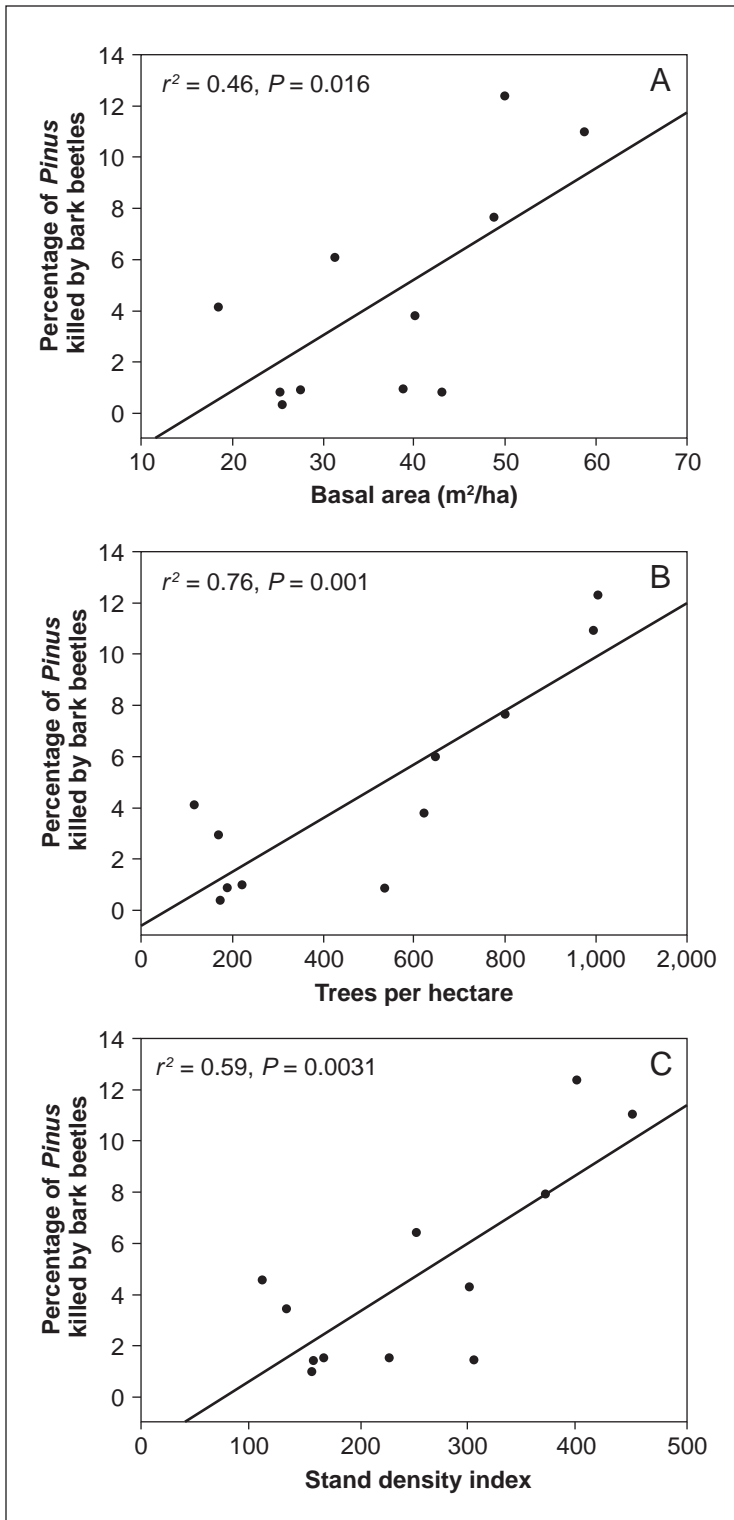 14
12
10
8
6
4
2
0
Percentage of Pinus
killed by bark beetles
r² = 0.46, P = 0.016
A
10 20 30 40 50 60 70
Basal area (m²/ha)
14
12
10
8
6
4
2
0
Percentage of Pinus
killed by bark beetles
r² = 0.76, P = 0.001
B
0 200 400 600 800 1,000 2,000
Trees per hectare
14
12
10
8
6
4
2
0
Percentage of Pinus
killed by bark beetles
r² = 0.59, P = 0.0031
C
0 100 200 300 400 500
Stand density index